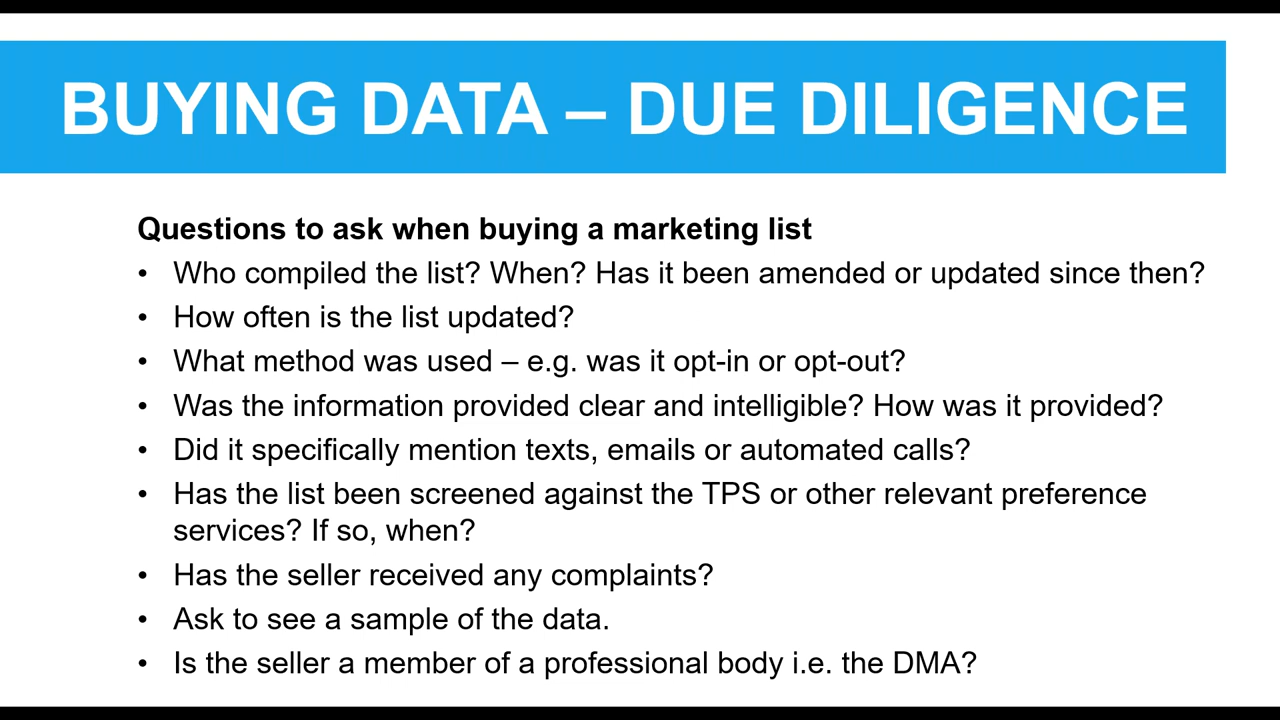 BUYING DATA – DUE DILIGENCE
Questions to ask when buying a marketing list
• Who compiled the list? When? Has it been amended or updated since then?
• How often is the list updated?
• What method was used – e.g. was it opt-in or opt-out?
• Was the information provided clear and intelligible? How was it provided?
• Did it specifically mention texts, emails or automated calls?
• Has the list been screened against the TPS or other relevant preference
services? If so, when?
• Has the seller received any complaints?
• Ask to see a sample of the data.
• Is the seller a member of a professional body i.e. the DMA?